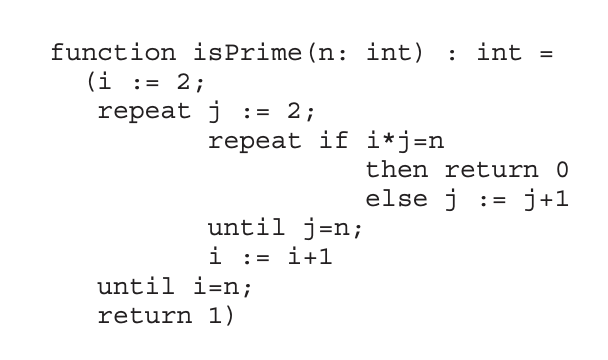 function isPrime(n: int) : int =
(i := 2;
repeat j := 2;
repeat if i*j=n
then return 0
else j := j+1
until j=n;
i := i+1
until i=n;
return 1)